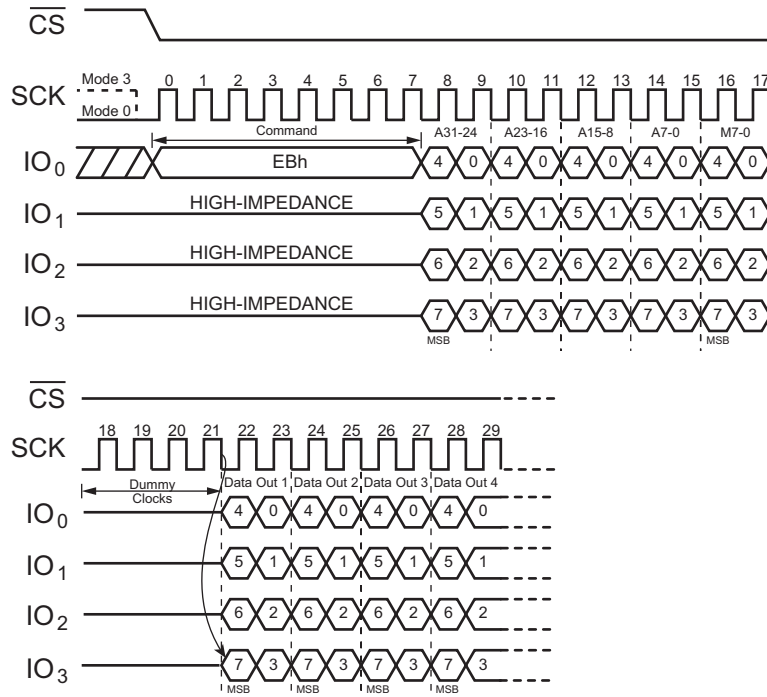 CS
Mode 3
0 1 2 3 4 5 6 7 8 9 10 11 12 13 14 15 16 17
SCK
Mode 0
Command A31-24 A23-16 A15-8 A7-0 M7-0
IO0 EBh 4 0 4 0 4 0 4 0 4 0
IO1 HIGH-IMPEDANCE 5 1 5 1 5 1 5 1 5 1
IO2 HIGH-IMPEDANCE 6 2 6 2 6 2 6 2 6 2
IO3 HIGH-IMPEDANCE 7 3 7 3 7 3 7 3 7 3
MSB MSB
CS
18 19 20 21 22 23 24 25 26 27 28 29
SCK
Dummy Clocks Data Out 1 Data Out 2 Data Out 3 Data Out 4
IO0 4 0 4 0 4 0 4 0
IO1 5 1 5 1 5 1 5 1
IO2 6 2 6 2 6 2 6 2
IO3 7 3 7 3 7 3 7 3
MSB MSB MSB MSB